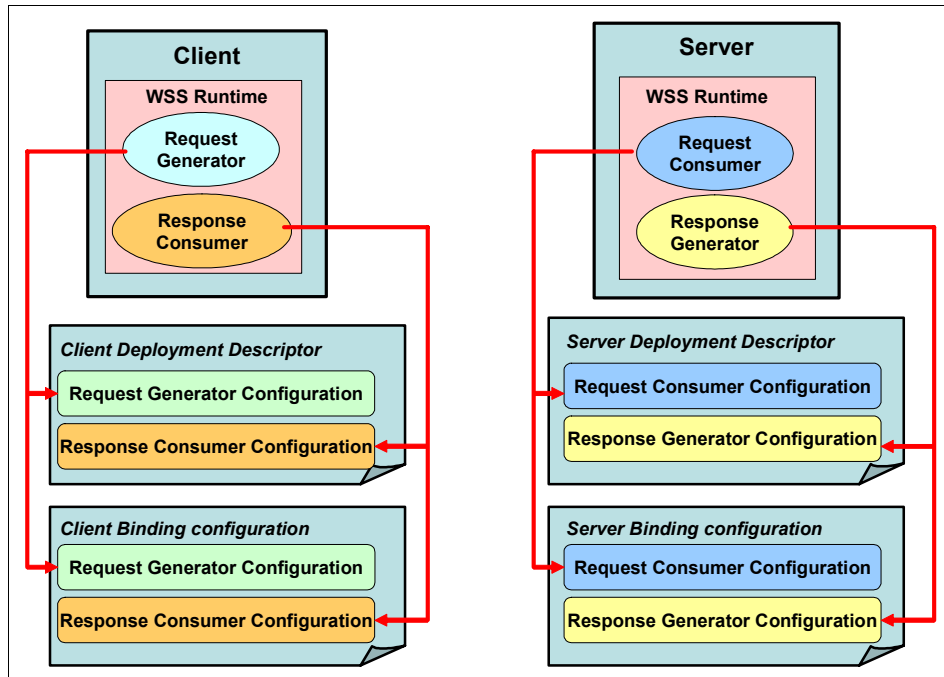 Client
WSS Runtime
Request
Generator
Response
Consumer
Client Deployment Descriptor
Request Generator Configuration
Response Consumer Configuration
Client Binding configuration
Request Generator Configuration
Response Consumer Configuration
Server
WSS Runtime
Request
Consumer
Response
Generator
Server Deployment Descriptor
Request Consumer Configuration
Response Generator Configuration
Server Binding configuration
Request Consumer Configuration
Response Generator Configuration